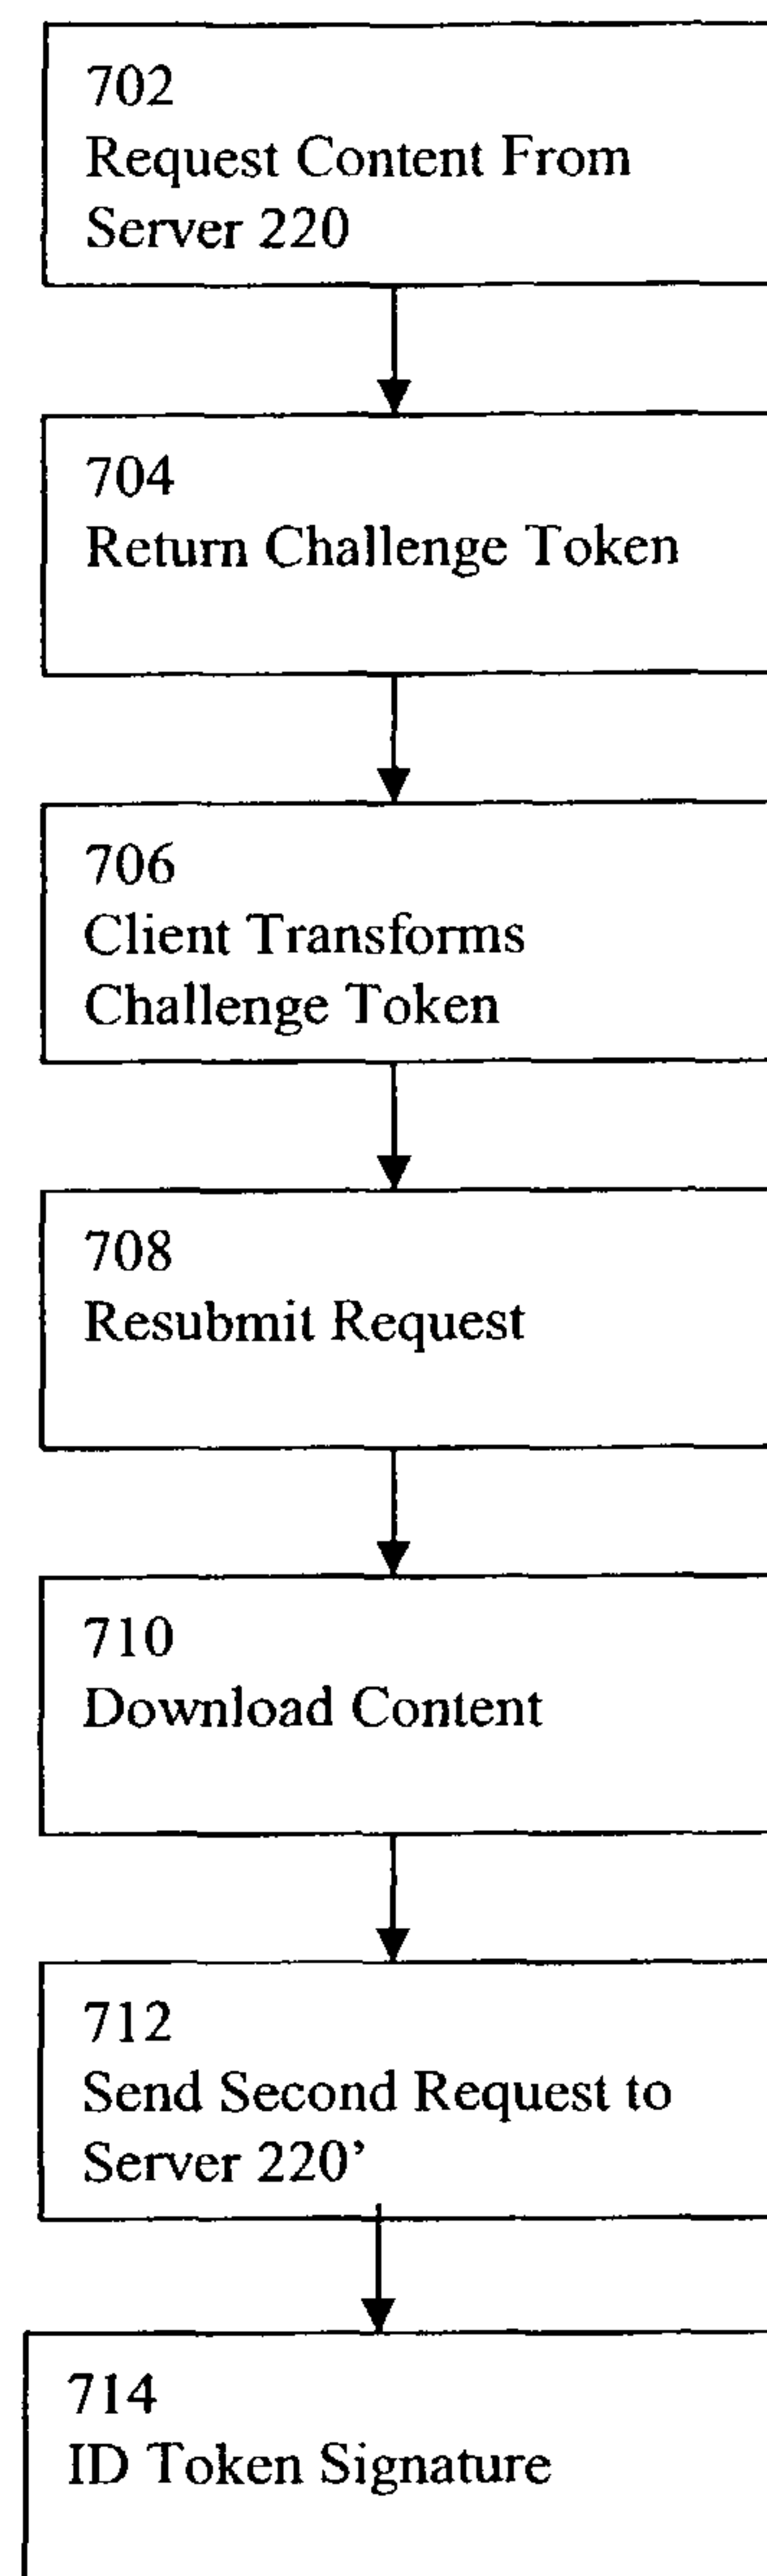 702
Request Content From
Server 220
704
Return Challenge Token
706
Client Transforms
Challenge Token
708
Resubmit Request
710
Download Content
712
Send Second Request to
Server 220’
714
ID Token Signature